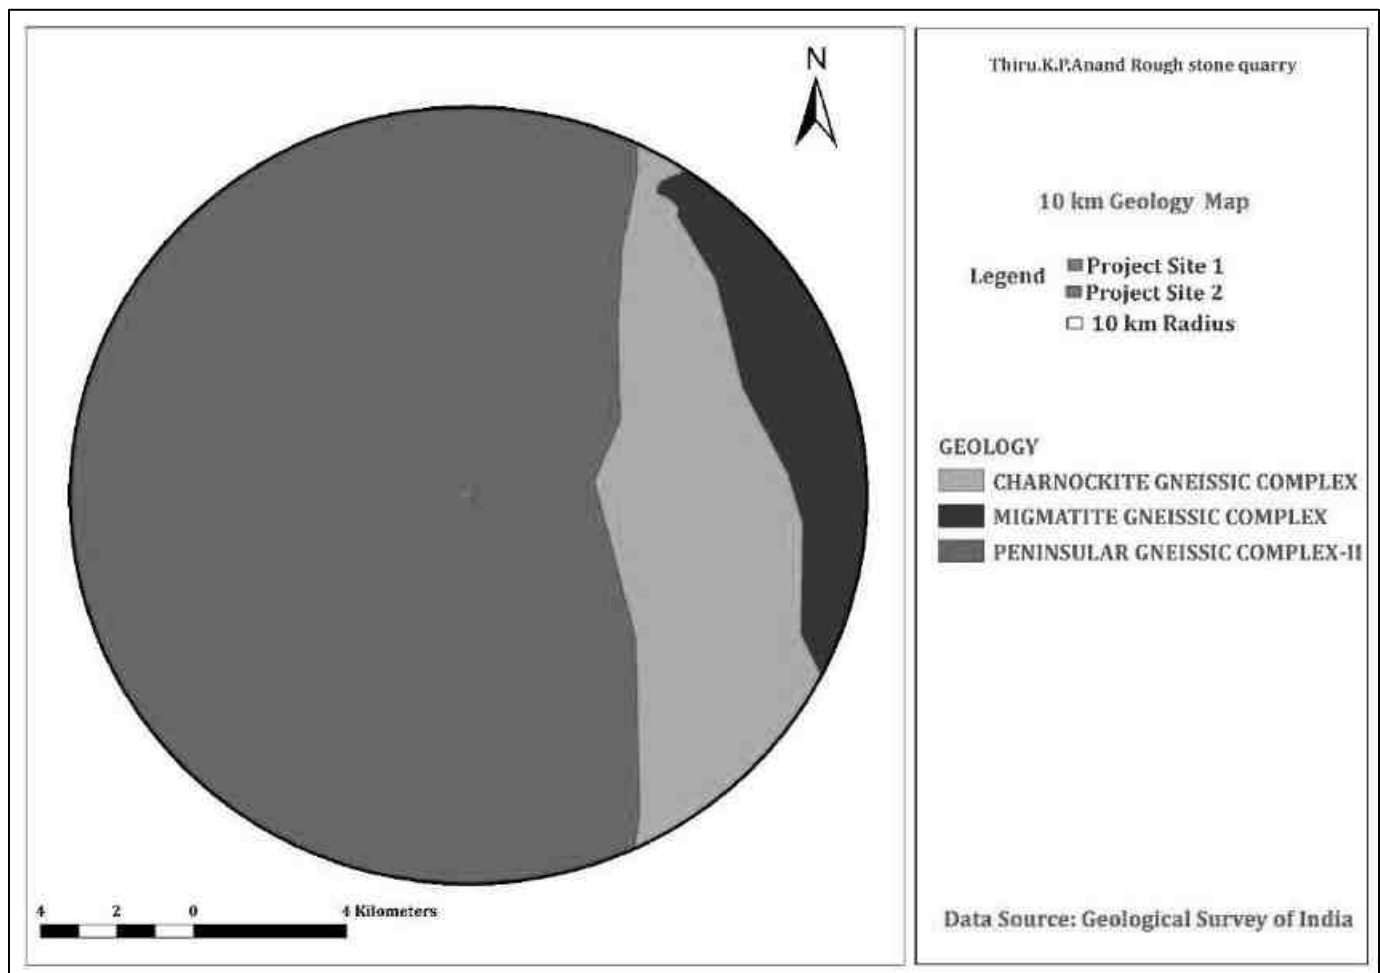 N
4 2 0 4 Kilometers
Thiru.K.P.Anand Rough stone quarry
10 km Geology Map
Legend
Project Site 1
Project Site 2
10 km Radius
GEOLOGY
CHARNOCKITE GNEISSIC COMPLEX
MIGMATITE GNEISSIC COMPLEX
PENINSULAR GNEISSIC COMPLEX-II
Data Source: Geological Survey of India